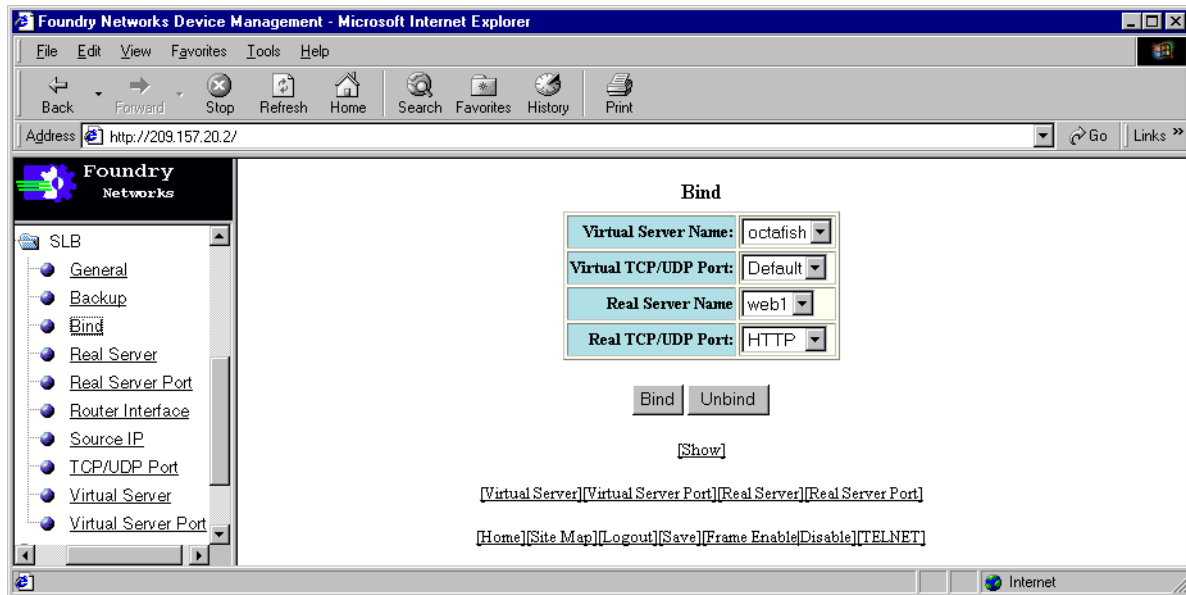 Foundry Networks Device Management - Microsoft Internet Explorer
File Edit View Favorites Tools Help
Back Forward Stop Refresh Home Search Favorites History Print
Address http://209.157.20.2/ Go Links »
Foundry
Networks
SLB
General
Backup
Bind
Real Server
Real Server Port
Router Interface
Source IP
TCP/UDP Port
Virtual Server
Virtual Server Port
Bind
Virtual Server Name: octafish
Virtual TCP/UDP Port: Default
Real Server Name web1
Real TCP/UDP Port: HTTP
Bind Unbind
[Show]
[Virtual Server][Virtual Server Port][Real Server][Real Server Port]
[Home][Site Map][Logout][Save][Frame Enable|Disable][TELNET]
Internet